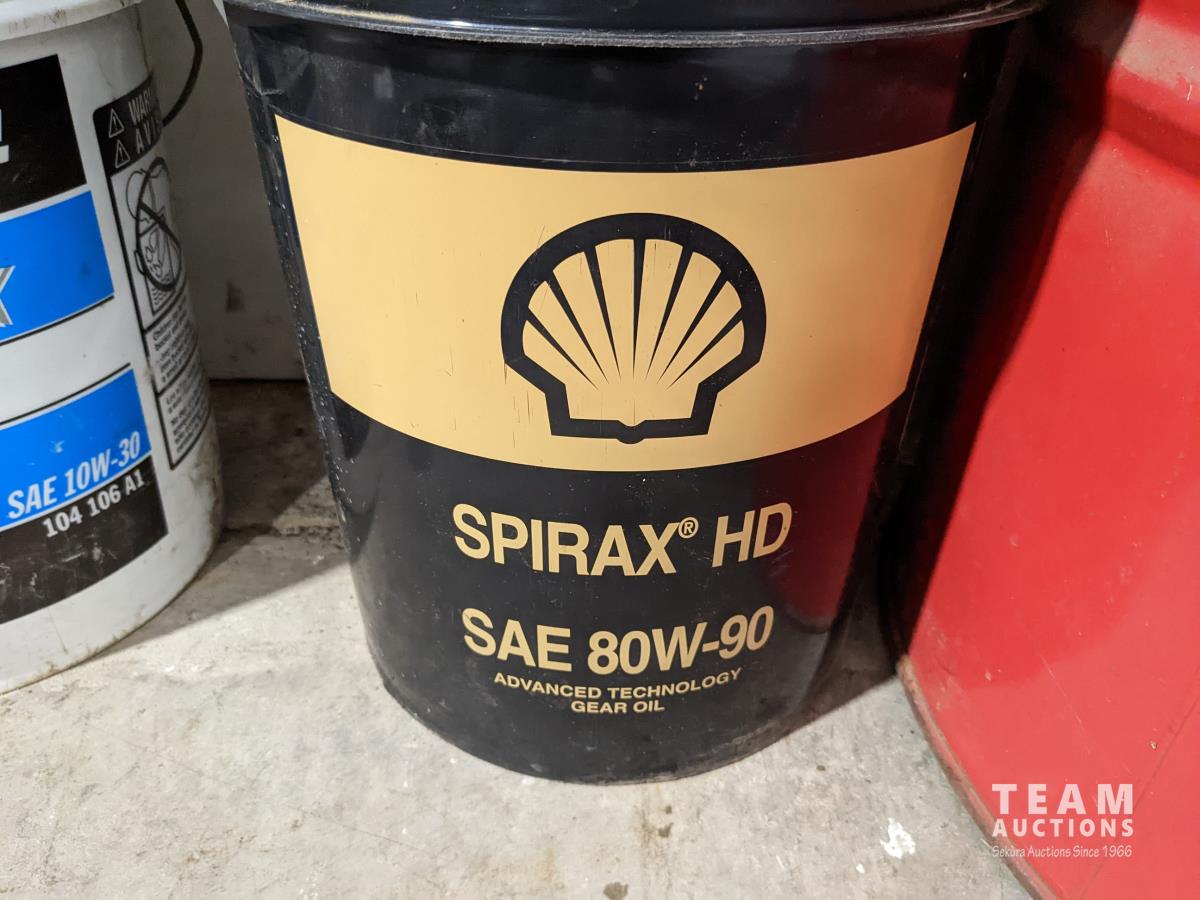 SAE 10W-30
104 106 A1
SPIRAX® HD
SAE 80W-90
ADVANCED TECHNOLOGY
GEAR OIL
TEAM
AUCTIONS
Sekura Auctions Since 1966